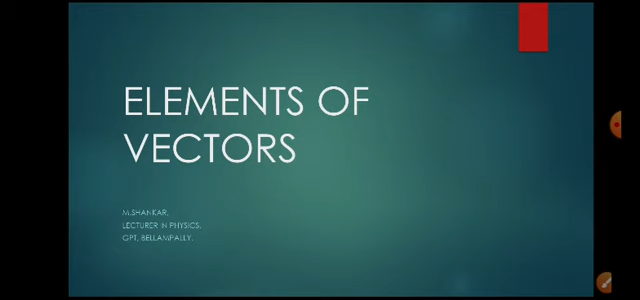 ELEMENTS OF
VECTORS
M.SHANKAR,
LECTURER IN PHYSICS,
GPT, BELLAMPALLY.